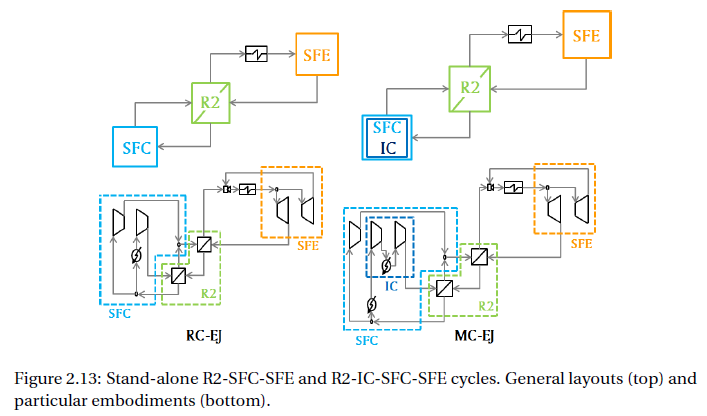 SFE
R2
SFC
SFE
R2
SFC
IC
SFE
R2
SFC
RC-EJ
SFE
IC
R2
SFC
MC-EJ
Figure 2.13: Stand-alone R2-SFC-SFE and R2-IC-SFC-SFE cycles. General layouts (top) and
particular embodiments (bottom).